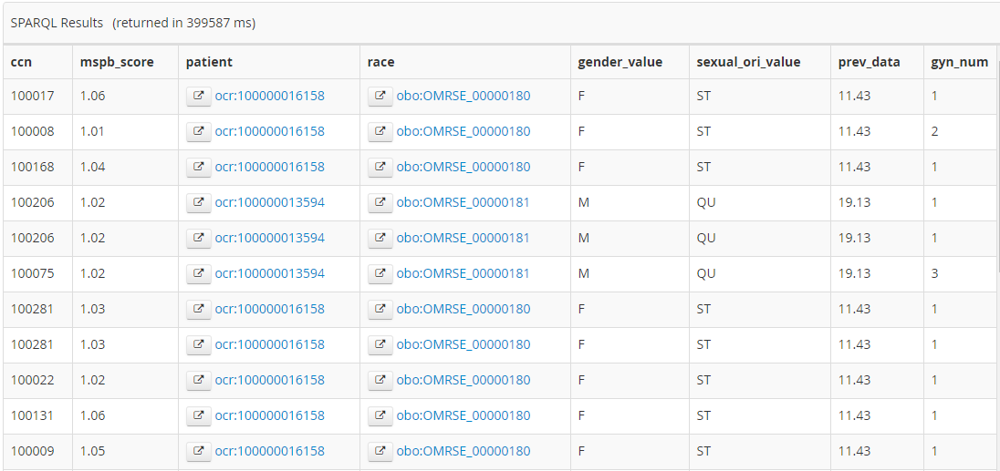 SPARQL Results (returned in 399587 ms)
ccn mspb_score patient race gender_value sexual_ori_value prev_data gyn_num
100017 1.06 ocr:100000016158 obo:OMRSE_00000180 F ST 11.43 1
100008 1.01 ocr:100000016158 obo:OMRSE_00000180 F ST 11.43 2
100168 1.04 ocr:100000016158 obo:OMRSE_00000180 F ST 11.43 1
100206 1.02 ocr:100000013594 obo:OMRSE_00000181 M QU 19.13 1
100206 1.02 ocr:100000013594 obo:OMRSE_00000181 M QU 19.13 1
100075 1.02 ocr:100000013594 obo:OMRSE_00000181 M QU 19.13 3
100281 1.03 ocr:100000016158 obo:OMRSE_00000180 F ST 11.43 1
100281 1.03 ocr:100000016158 obo:OMRSE_00000180 F ST 11.43 1
100022 1.02 ocr:100000016158 obo:OMRSE_00000180 F ST 11.43 1
100131 1.06 ocr:100000016158 obo:OMRSE_00000180 F ST 11.43 1
100009 1.05 ocr:100000016158 obo:OMRSE_00000180 F ST 11.43 1